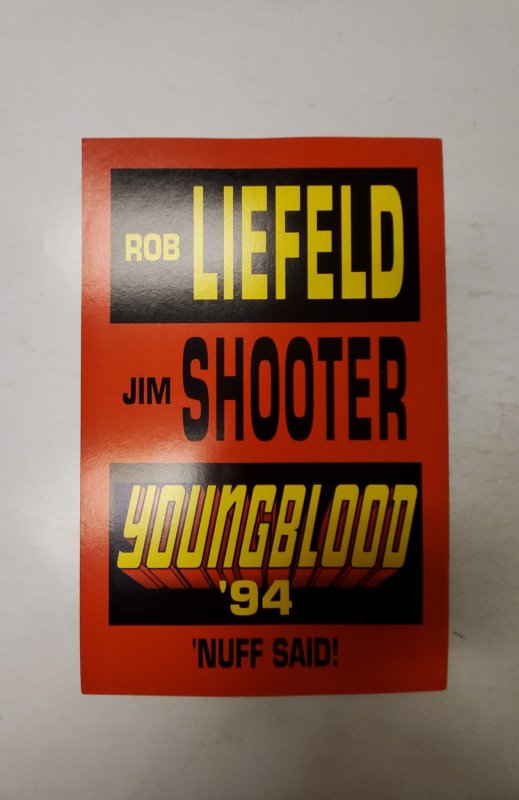 ROB LIEFELD
JIM SHOOTER
YOUNGBLOOD
'94
'NUFF SAID!